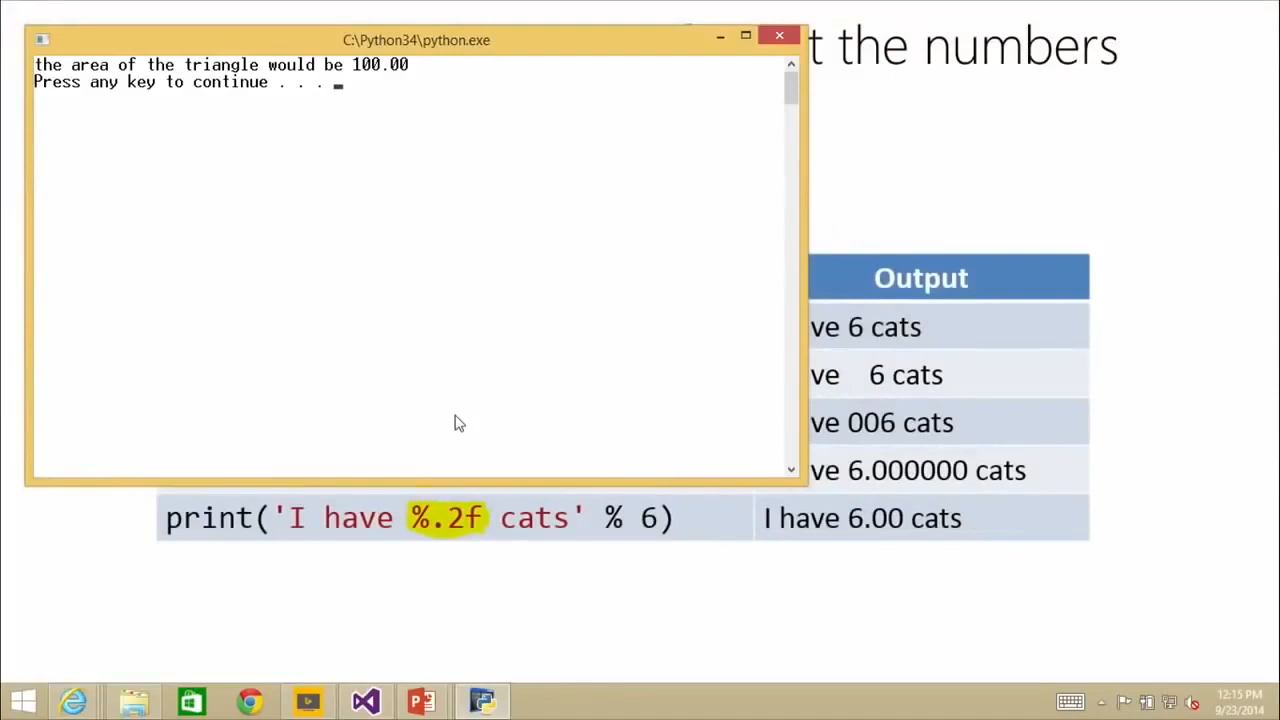 t the numbers
C:\Python34\python.exe
the area of the triangle would be 100.00
Press any key to continue . . .
Output
ve 6 cats
ve    6 cats
ve 006 cats
ve 6.000000 cats
print('I have %.2f cats' % 6)
I have 6.00 cats
12:15 PM
9/23/2014